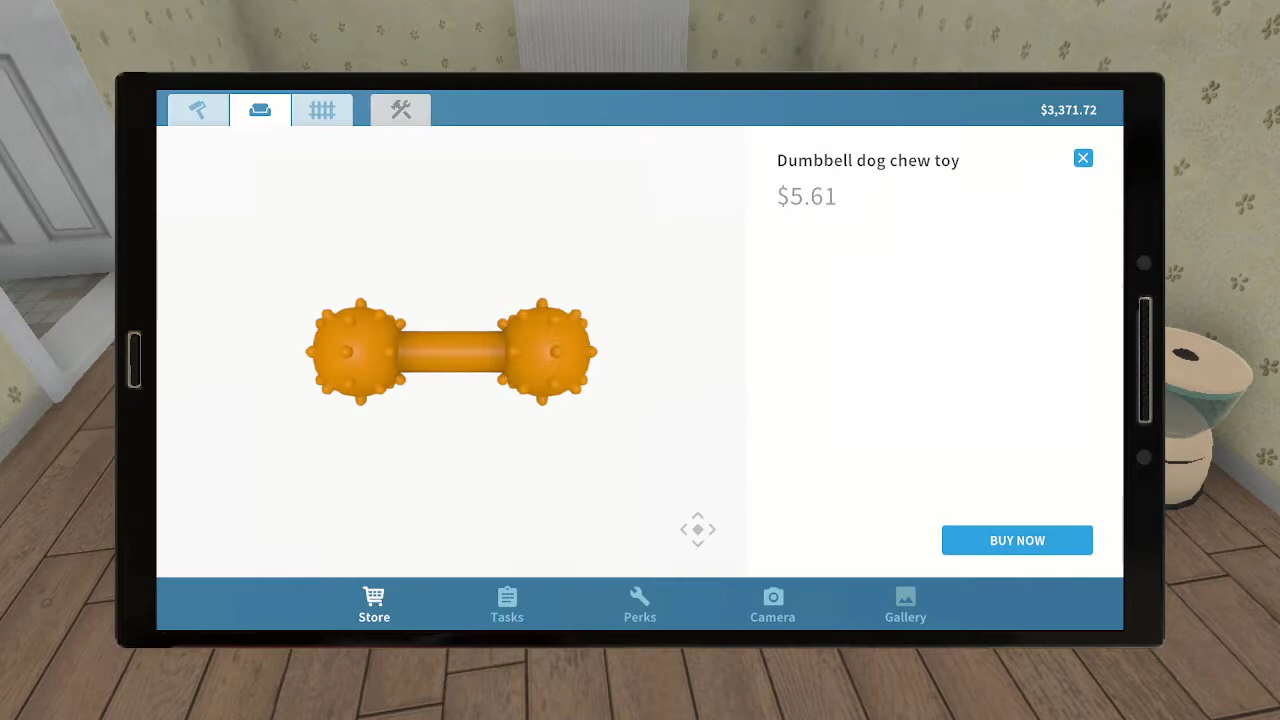 $3,371.72
Dumbbell dog chew toy
$5.61
BUY NOW
Store
Tasks
Perks
Camera
Gallery